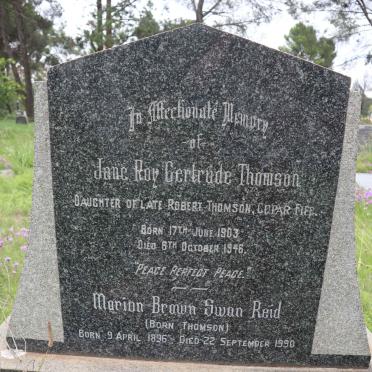 In Affectionate Memory
of
Jane Roy Gertrude Thomson
Daughter of late Robert Thomson, Cupar Fife.
Born 17th June 1903
Died 8th October 1946.
"Peace Perfect Peace."
Marion Brown Swan Reid
(Born Thomson)
Born 9 April 1896 - Died 22 September 1990